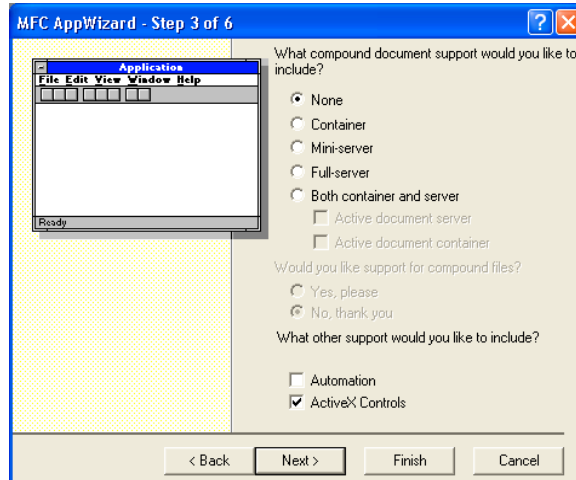 MFC AppWizard - Step 3 of 6
Application
File Edit View Window Help
Ready
What compound document support would you like to
include?
None
Container
Mini-server
Full-server
Both container and server
Active document server
Active document container
Would you like support for compound files?
Yes, please
No, thank you
What other support would you like to include?
Automation
ActiveX Controls
< Back
Next >
Finish
Cancel